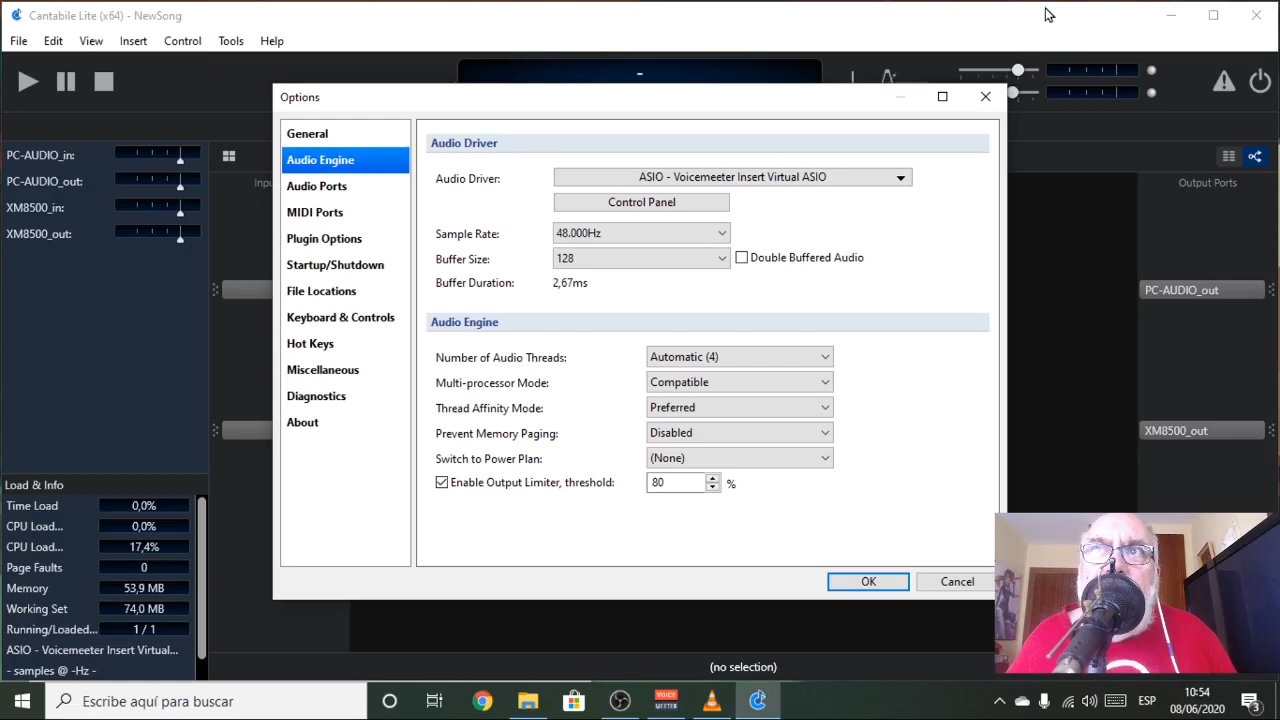 Cantabile Lite (x64) - NewSong
File Edit View Insert Control Tools Help
-
Options
General
Audio Engine
Audio Ports
MIDI Ports
Plugin Options
Startup/Shutdown
File Locations
Keyboard & Controls
Hot Keys
Miscellaneous
Diagnostics
About
Audio Driver
Audio Driver: ASIO - Voicemeeter Insert Virtual ASIO
Control Panel
Sample Rate: 48.000Hz
Buffer Size: 128 Double Buffered Audio
Buffer Duration: 2,67ms
Audio Engine
Number of Audio Threads: Automatic (4)
Multi-processor Mode: Compatible
Thread Affinity Mode: Preferred
Prevent Memory Paging: Disabled
Switch to Power Plan: (None)
Enable Output Limiter, threshold: 80 %
OK Cancel
PC-AUDIO_in:
PC-AUDIO_out:
XM8500_in:
XM8500_out:
Inpu
Output Ports
PC-AUDIO_out
XM8500_out
Load & Info
Time Load 0,0%
CPU Load... 0,0%
CPU Load... 17,4%
Page Faults 0
Memory 53,9 MB
Working Set 74,0 MB
Running/Loaded... 1 / 1
ASIO - Voicemeeter Insert Virtual...
- samples @ -Hz -
(no selection)
Escribe aquí para buscar
VOICE
MEETER
ESP
10:54
08/06/2020
3